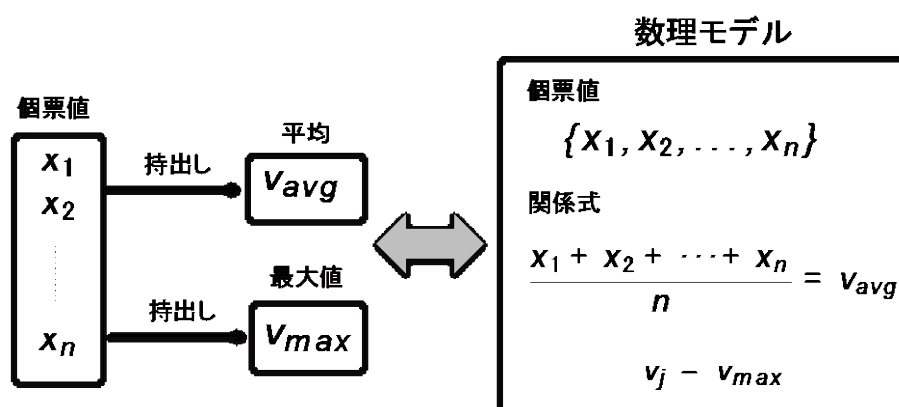 数理モデル
個票値
x1
x2
xn
持出し
平均
vavg
持出し
最大値
vmax
個票値
{x1, x2, ..., xn}
関係式
x1 + x2 + ... + xn
n
= vavg
vj - vmax